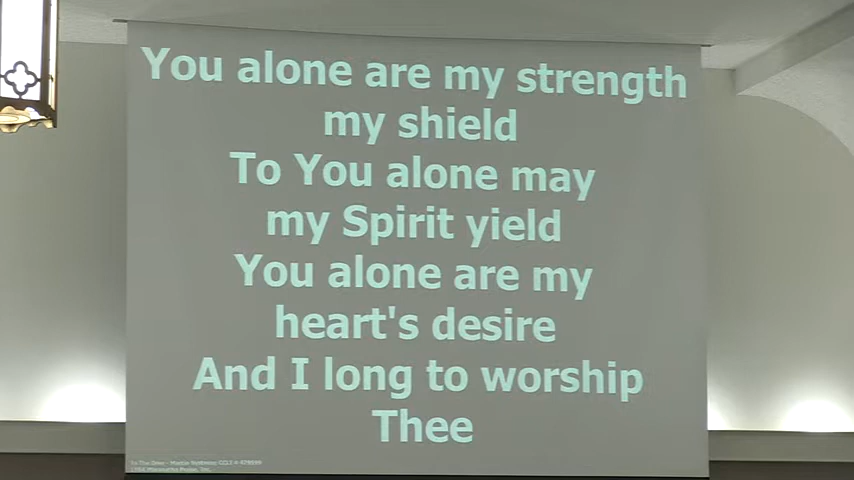 You alone are my strength
my shield
To You alone may
my Spirit yield
You alone are my
heart's desire
And I long to worship
Thee